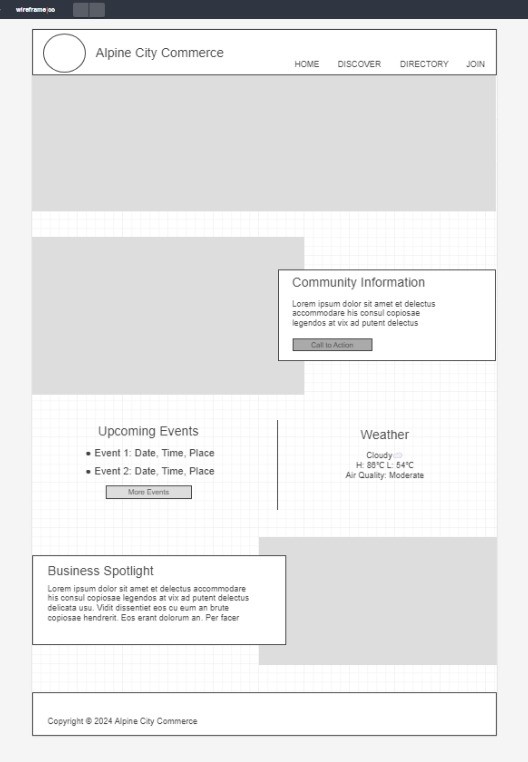 wireframe|cc
Alpine City Commerce
HOME DISCOVER DIRECTORY JOIN
Community Information
Lorem ipsum dolor sit amet et delectus
accommodare his consul copiosae
legendos at vix ad putent delectus
Call to Action
Upcoming Events
● Event 1: Date, Time, Place
● Event 2: Date, Time, Place
More Events
Weather
Cloudy
H: 86℃ L: 54℃
Air Quality: Moderate
Business Spotlight
Lorem ipsum dolor sit amet et delectus accommodare
his consul copiosae legendos at vix ad putent delectus
delicata usu. Vidit dissentiet eos cu eum an brute
copiosae hendrerit. Eos erant dolorum an. Per facer
Copyright © 2024 Alpine City Commerce